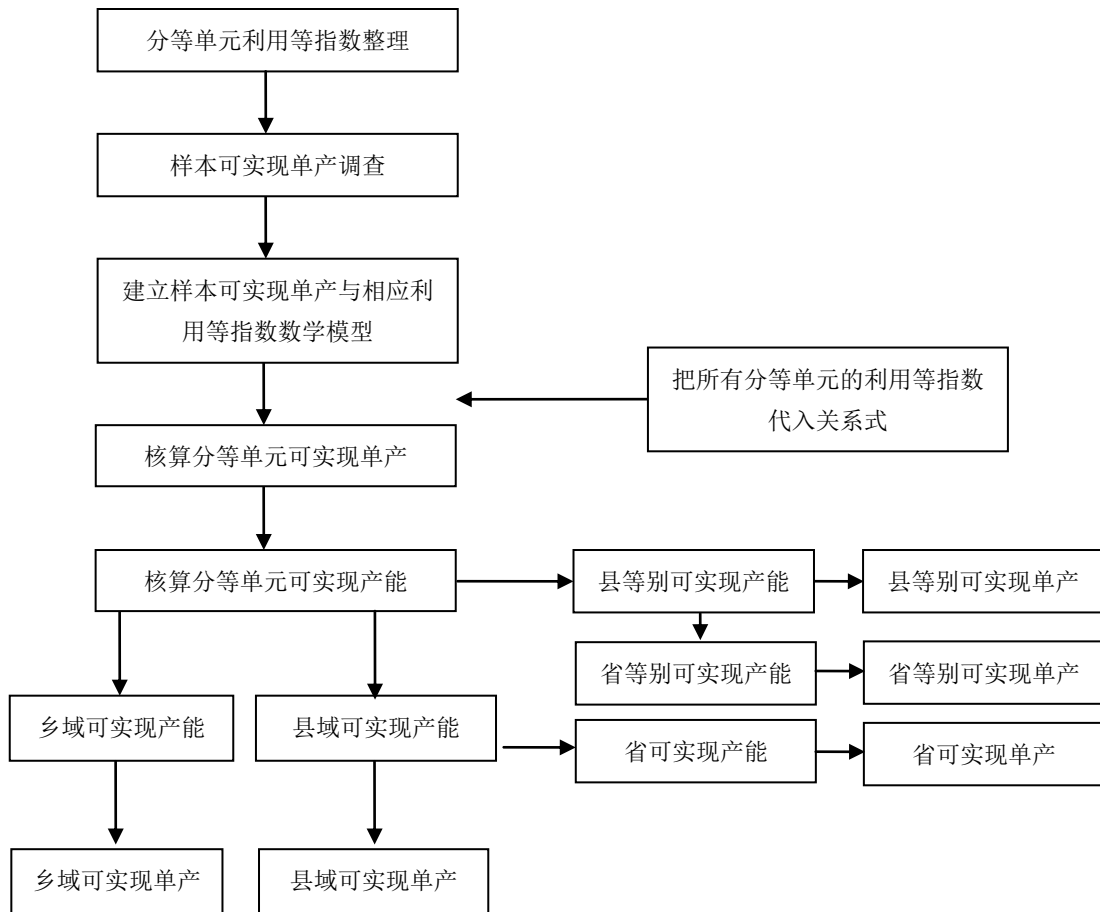 分等单元利用等指数整理
样本可实现单产调查
建立样本可实现单产与相应利
用等指数数学模型
把所有分等单元的利用等指数
代入关系式
核算分等单元可实现单产
核算分等单元可实现产能
县等别可实现产能
县等别可实现单产
省等别可实现产能
省等别可实现单产
乡域可实现产能
县域可实现产能
省可实现产能
省可实现单产
乡域可实现单产
县域可实现单产